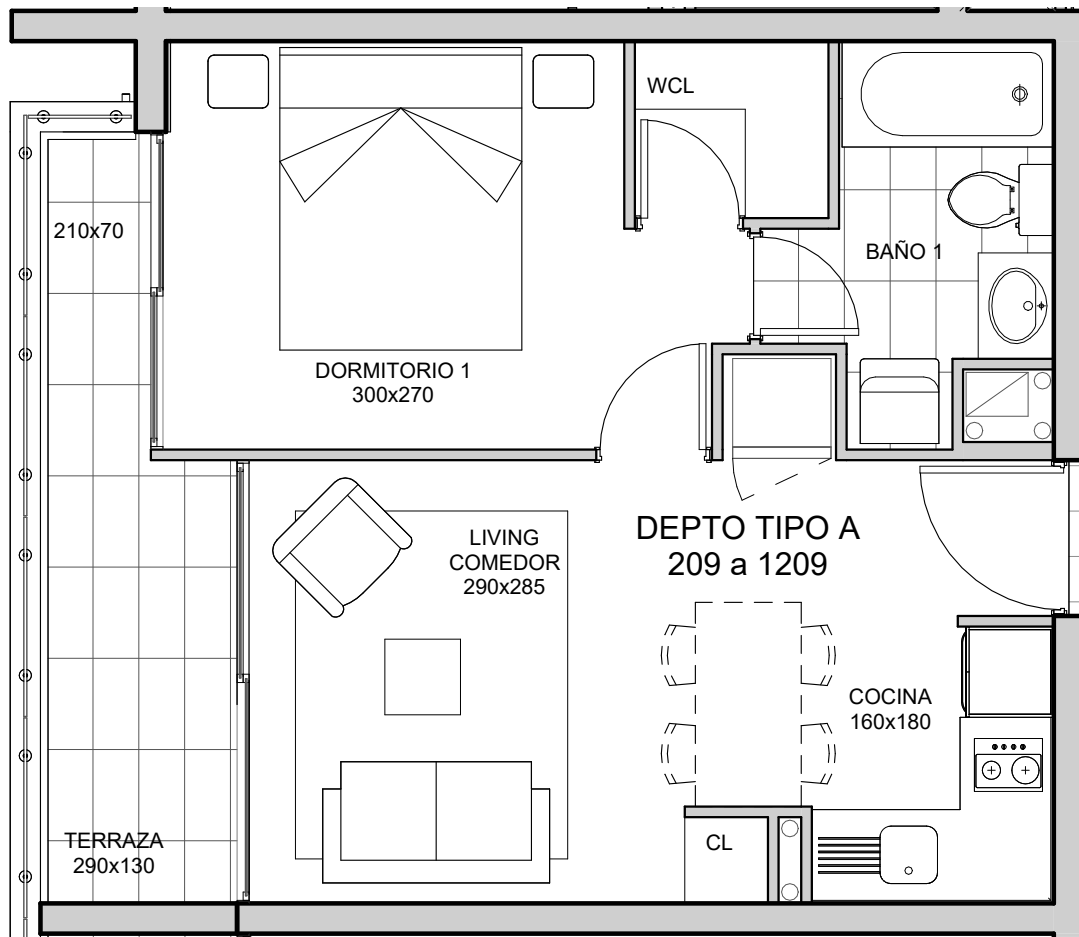 WCL
210x70
BAÑO 1
DORMITORIO 1
300x270
LIVING
COMEDOR
290x285
DEPTO TIPO A
209 a 1209
COCINA
160x180
TERRAZA
290x130
CL